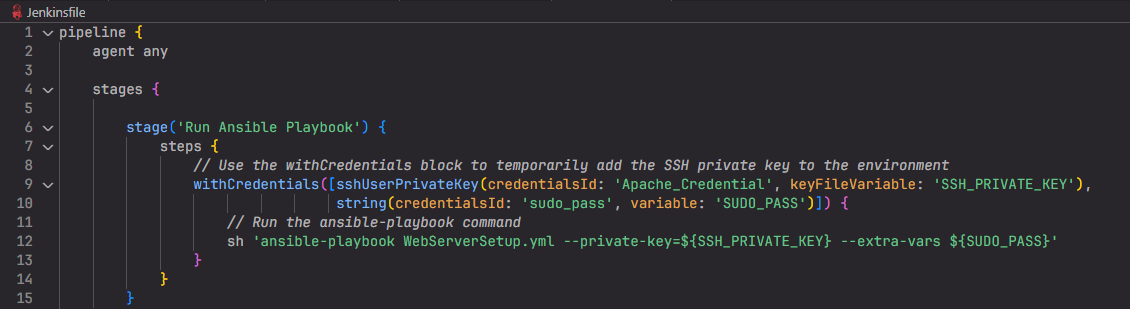 Jenkinsfile
1 pipeline {
2 agent any
3
4 stages {
5
6 stage('Run Ansible Playbook') {
7 steps {
8 // Use the withCredentials block to temporarily add the SSH private key to the environment
9 withCredentials([sshUserPrivateKey(credentialsId: 'Apache_Credential', keyFileVariable: 'SSH_PRIVATE_KEY'),
10 string(credentialsId: 'sudo_pass', variable: 'SUDO_PASS')]) {
11 // Run the ansible-playbook command
12 sh 'ansible-playbook WebServerSetup.yml --private-key=${SSH_PRIVATE_KEY} --extra-vars ${SUDO_PASS}'
13 }
14 }
15 }